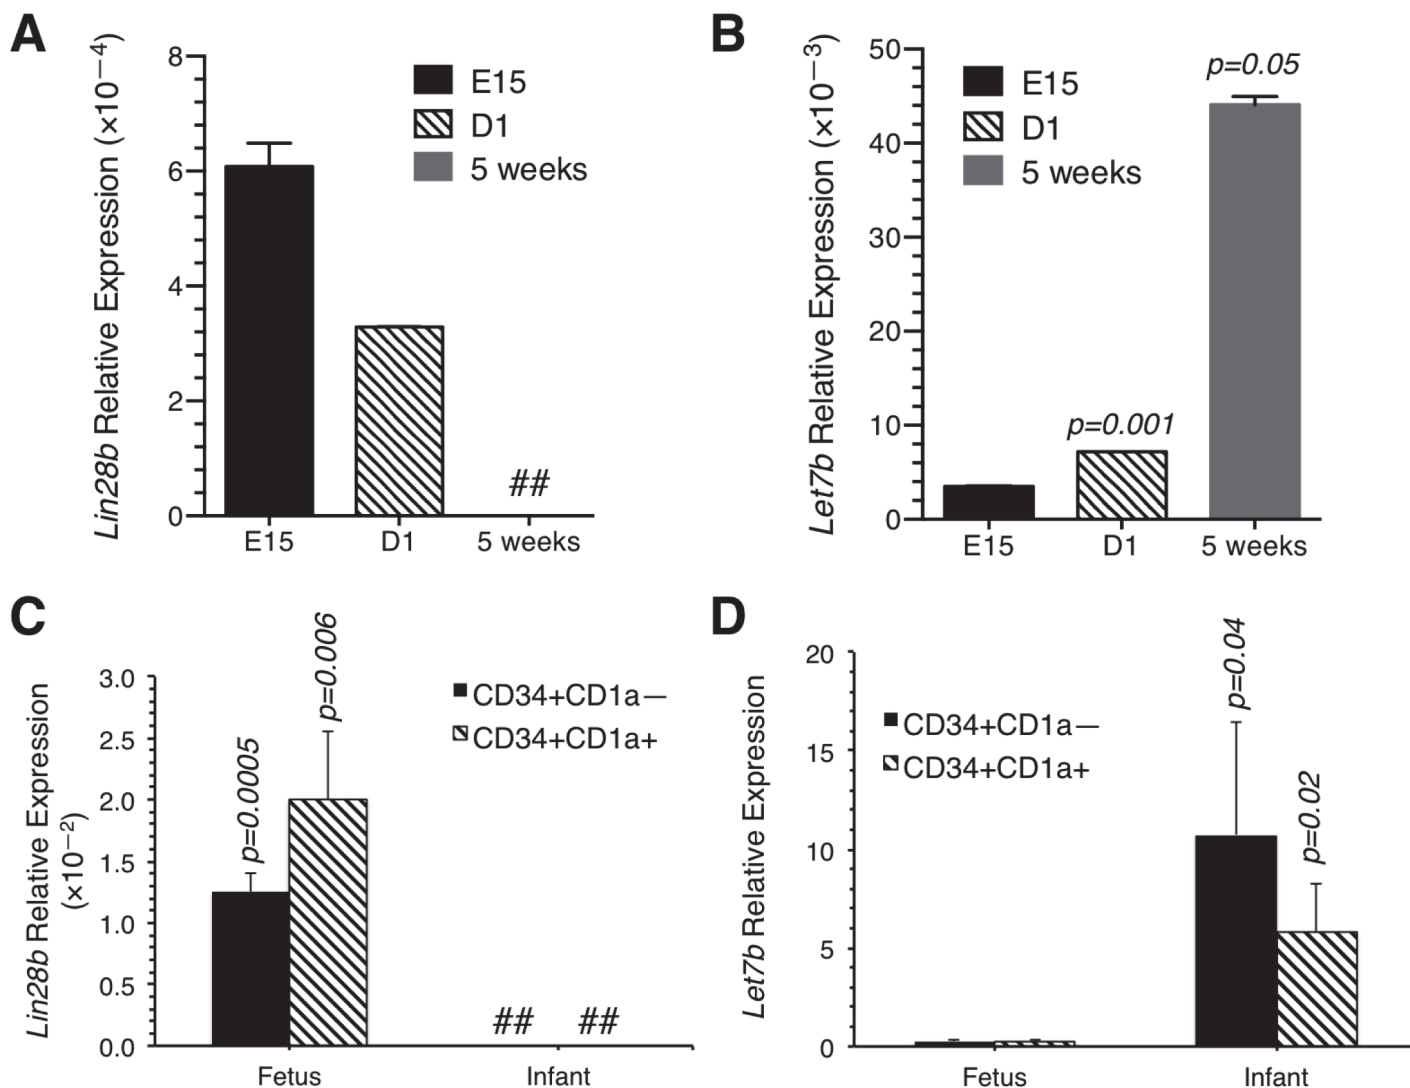 A
Lin28b Relative Expression (×10−4)
8
6
4
2
0
E15
D1
5 weeks
##
E15
D1
5 weeks
B
Let7b Relative Expression (×10−3)
50
40
30
20
10
0
E15
D1
5 weeks
p=0.001
p=0.05
E15
D1
5 weeks
C
Lin28b Relative Expression
(×10−2)
3.0
2.5
2.0
1.5
1.0
0.5
0.0
p=0.0005
p=0.006
CD34+CD1a−
CD34+CD1a+
## ##
Fetus
Infant
D
Let7b Relative Expression
20
15
10
5
0
CD34+CD1a−
CD34+CD1a+
p=0.04
p=0.02
Fetus
Infant